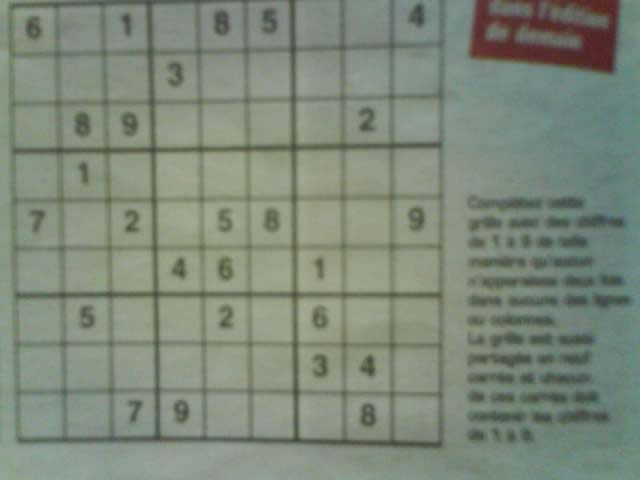 6 1 8 5 4
3
8 9 2
1
7 2 5 8 9
4 6 1
5 2 6
3 4
7 9 8
dans l'édition
de demain
Complétez cette
grille avec des chiffres
de 1 à 9 de telle
manière qu'aucun
n'apparaisse deux fois
dans aucune des lignes
ou colonnes.
La grille est aussi
partagée en neuf
carrés et chacun
de ces carrés doit
contenir les chiffres
de 1 à 9.